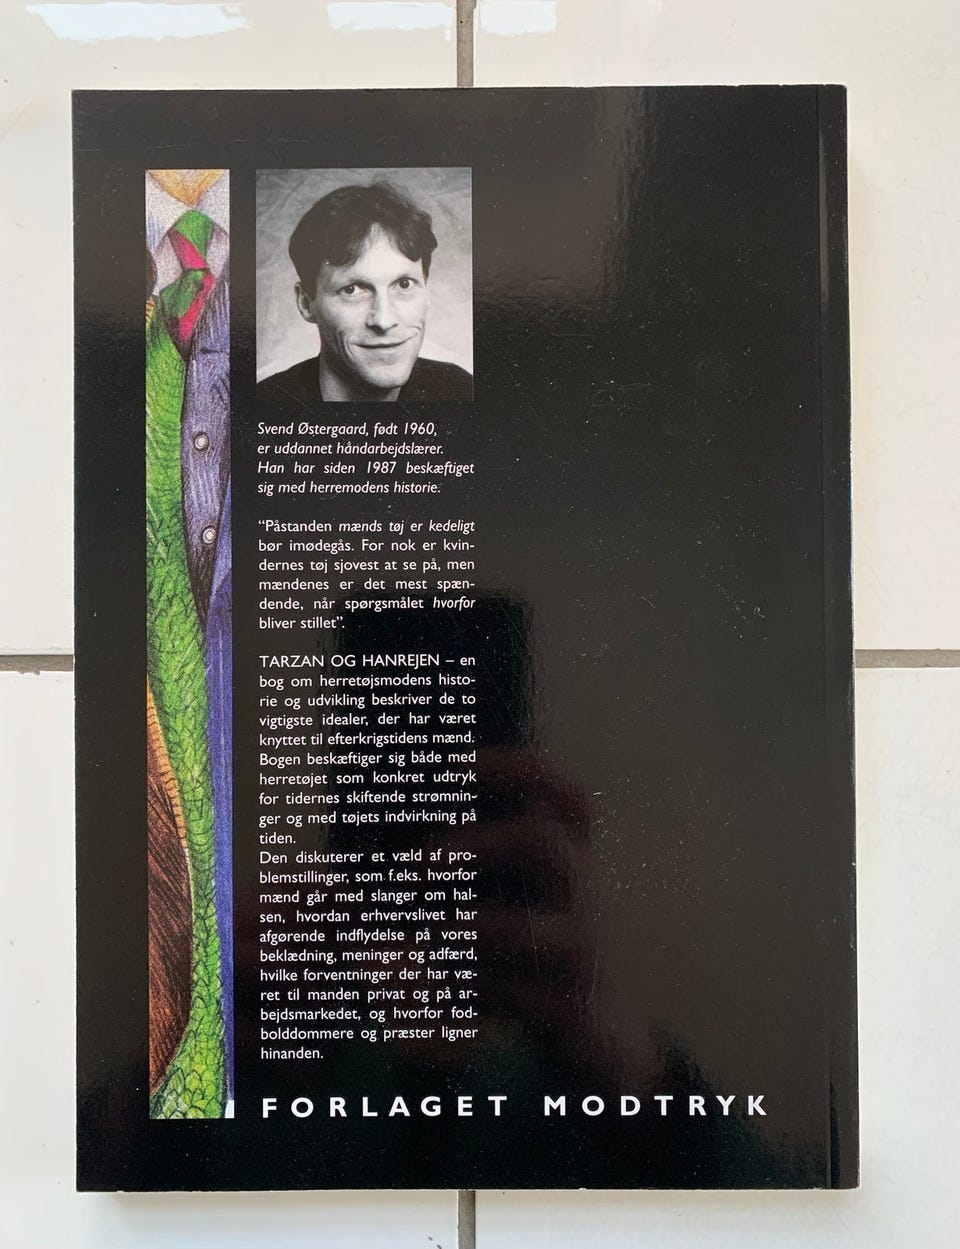 Svend Østergaard, født 1960,
er uddannet håndarbejdslærer.
Han har siden 1987 beskæftiget
sig med herremodens historie.
“Påstanden mænds tøj er kedeligt
bør imødegås. For nok er kvin-
dernes tøj sjovest at se på, men
mændenes er det mest spæn-
dende, når spørgsmålet hvorfor
bliver stillet”.
TARZAN OG HANREJEN – en
bog om herretøjsmodens histo-
rie og udvikling beskriver de to
vigtigste idealer, der har været
knyttet til efterkrigstidens mænd.
Bogen beskæftiger sig både med
herretøjet som konkret udtryk
for tidernes skiftende strømnin-
ger og med tøjets indvirkning på
tiden.
Den diskuterer et væld af pro-
blemstillinger, som f.eks. hvorfor
mænd går med slanger om hal-
sen, hvordan erhvervslivet har
afgørende indflydelse på vores
beklædning, meninger og adfærd,
hvilke forventninger der har væ-
ret til manden privat og på ar-
bejdsmarkedet, og hvorfor fod-
bolddommere og præster ligner
hinanden.
FORLAGET MODTRYK